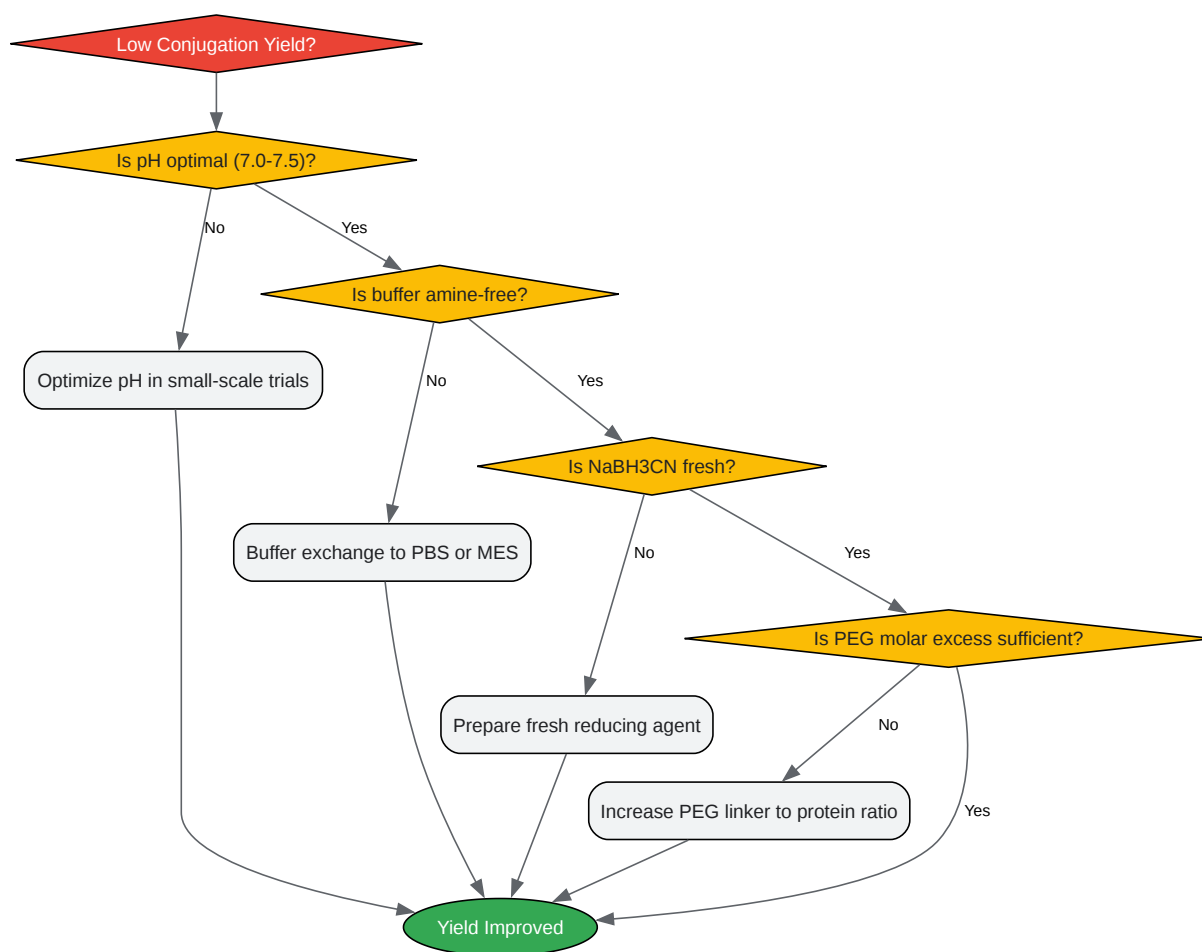 Low Conjugation Yield?
Is pH optimal (7.0-7.5)?
No
Yes
Is buffer amine-free?
Optimize pH in small-scale trials
No
Yes
Is NaBH3CN fresh?
Buffer exchange to PBS or MES
No
Yes
Is PEG molar excess sufficient?
Prepare fresh reducing agent
No
Increase PEG linker to protein ratio
Yes
Yield Improved